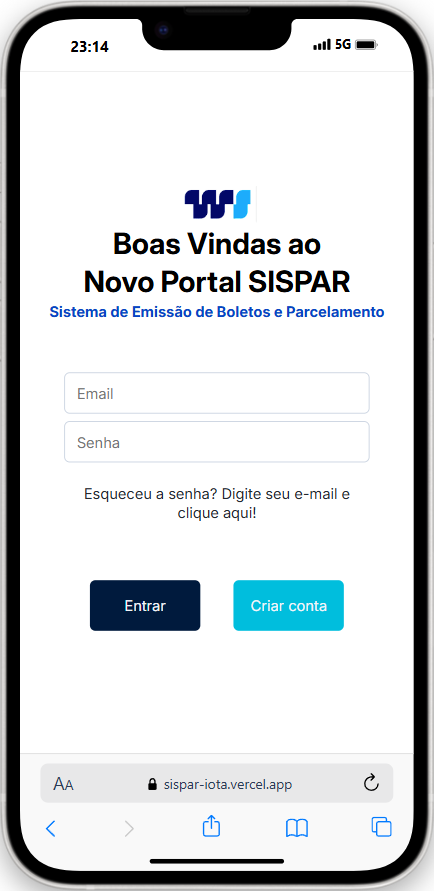 23:14
5G
WS
Boas Vindas ao
Novo Portal SISPAR
Sistema de Emissão de Boletos e Parcelamento
Email
Senha
Esqueceu a senha? Digite seu e-mail e
clique aqui!
Entrar
Criar conta
AA
sispar-iota.vercel.app